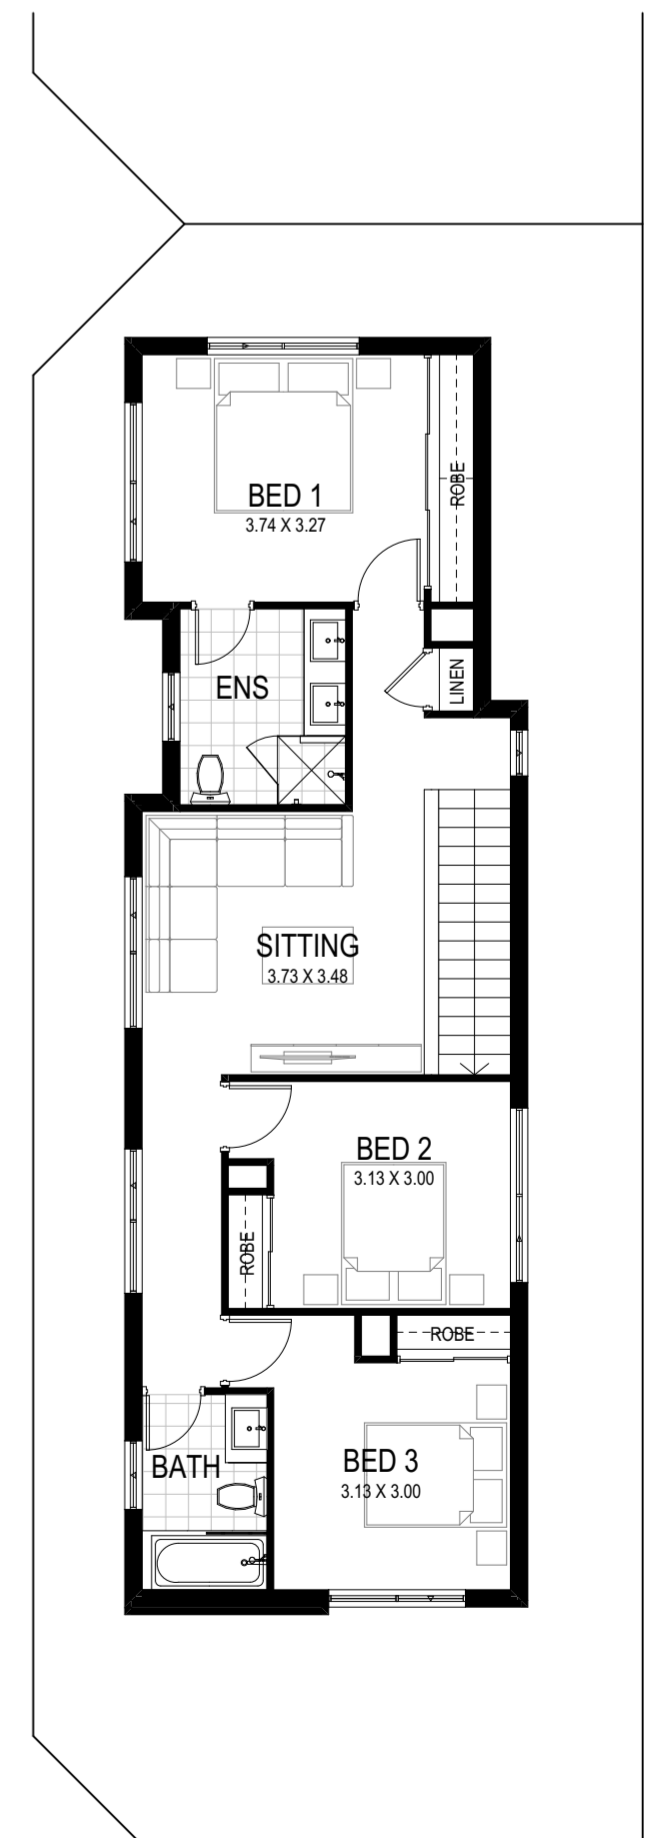 BED 1
3.74 X 3.27
ROBE
ENS
LINEN
SITTING
3.73 X 3.48
BED 2
3.13 X 3.00
ROBE
ROBE
BED 3
3.13 X 3.00
BATH